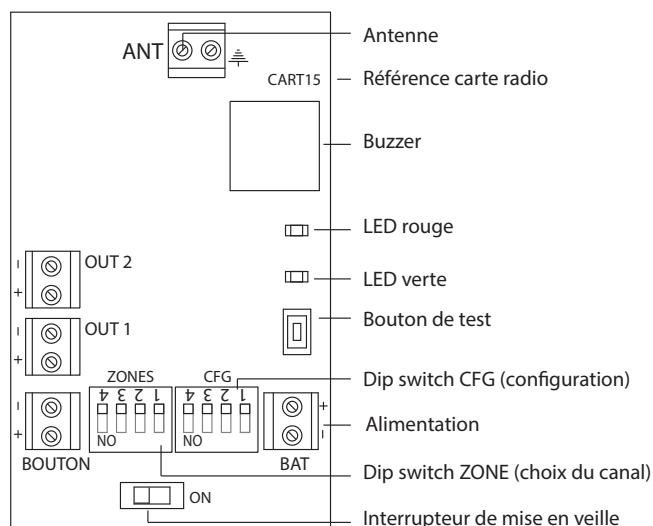 ANT
Antenne
CART15
Référence carte radio
Buzzer
LED rouge
OUT 2
- +
LED verte
OUT 1
- +
Bouton de test
ZONES
CFG
4 3 2 1
4 3 2 1
Dip switch CFG (configuration)
NO
NO
- +
+ -
Alimentation
BOUTON
BAT
Dip switch ZONE (choix du canal)
ON
Interrupteur de mise en veille